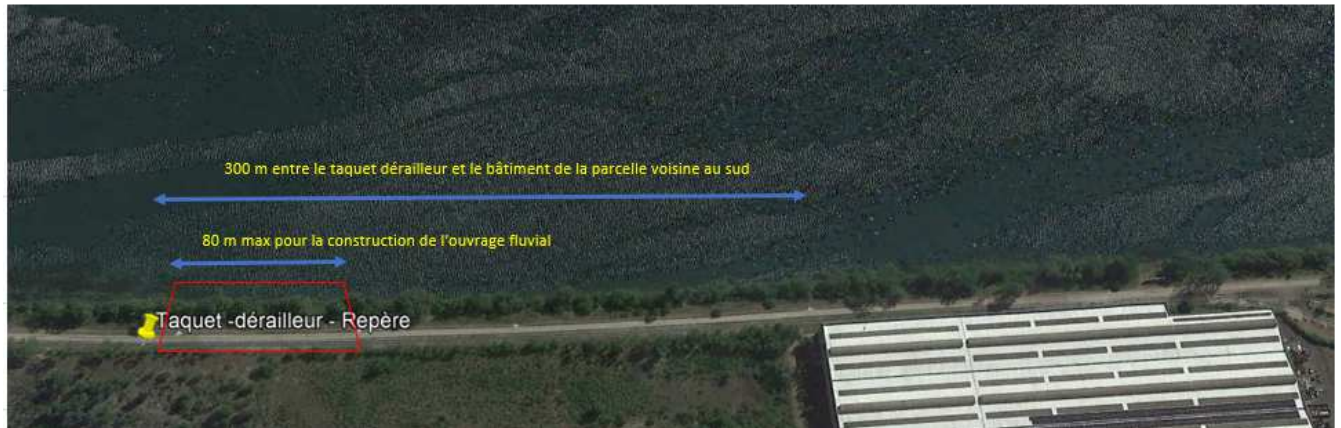 300 m entre le taquet dérailleur et le bâtiment de la parcelle voisine au sud
80 m max pour la construction de l'ouvrage fluvial
Taquet -dérailleur - Repère